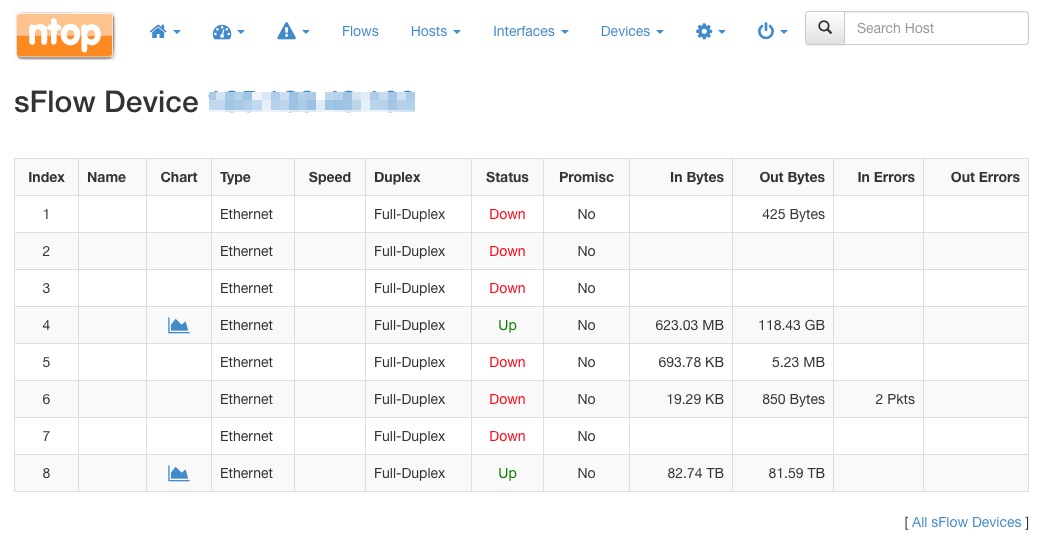 ntop Flows Hosts Interfaces Devices Search Host
sFlow Device
Index Name Chart Type Speed Duplex Status Promisc In Bytes Out Bytes In Errors Out Errors
1 Ethernet Full-Duplex Down No 425 Bytes
2 Ethernet Full-Duplex Down No
3 Ethernet Full-Duplex Down No
4 Ethernet Full-Duplex Up No 623.03 MB 118.43 GB
5 Ethernet Full-Duplex Down No 693.78 KB 5.23 MB
6 Ethernet Full-Duplex Down No 19.29 KB 850 Bytes 2 Pkts
7 Ethernet Full-Duplex Down No
8 Ethernet Full-Duplex Up No 82.74 TB 81.59 TB
[ All sFlow Devices ]